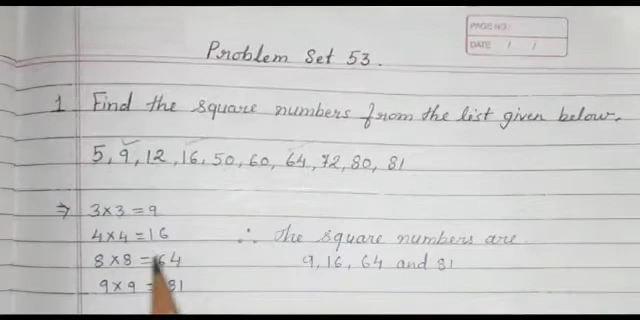 PAGE NO:
DATE / /
Problem Set 53.
1 Find the square numbers from the list given below.
5, 9, 12, 16, 50, 60, 64, 72, 80, 81
⇒ 3×3 = 9
4×4 = 16 ∴ The square numbers are
8×8 = 64 9, 16, 64 and 81
9×9 = 81